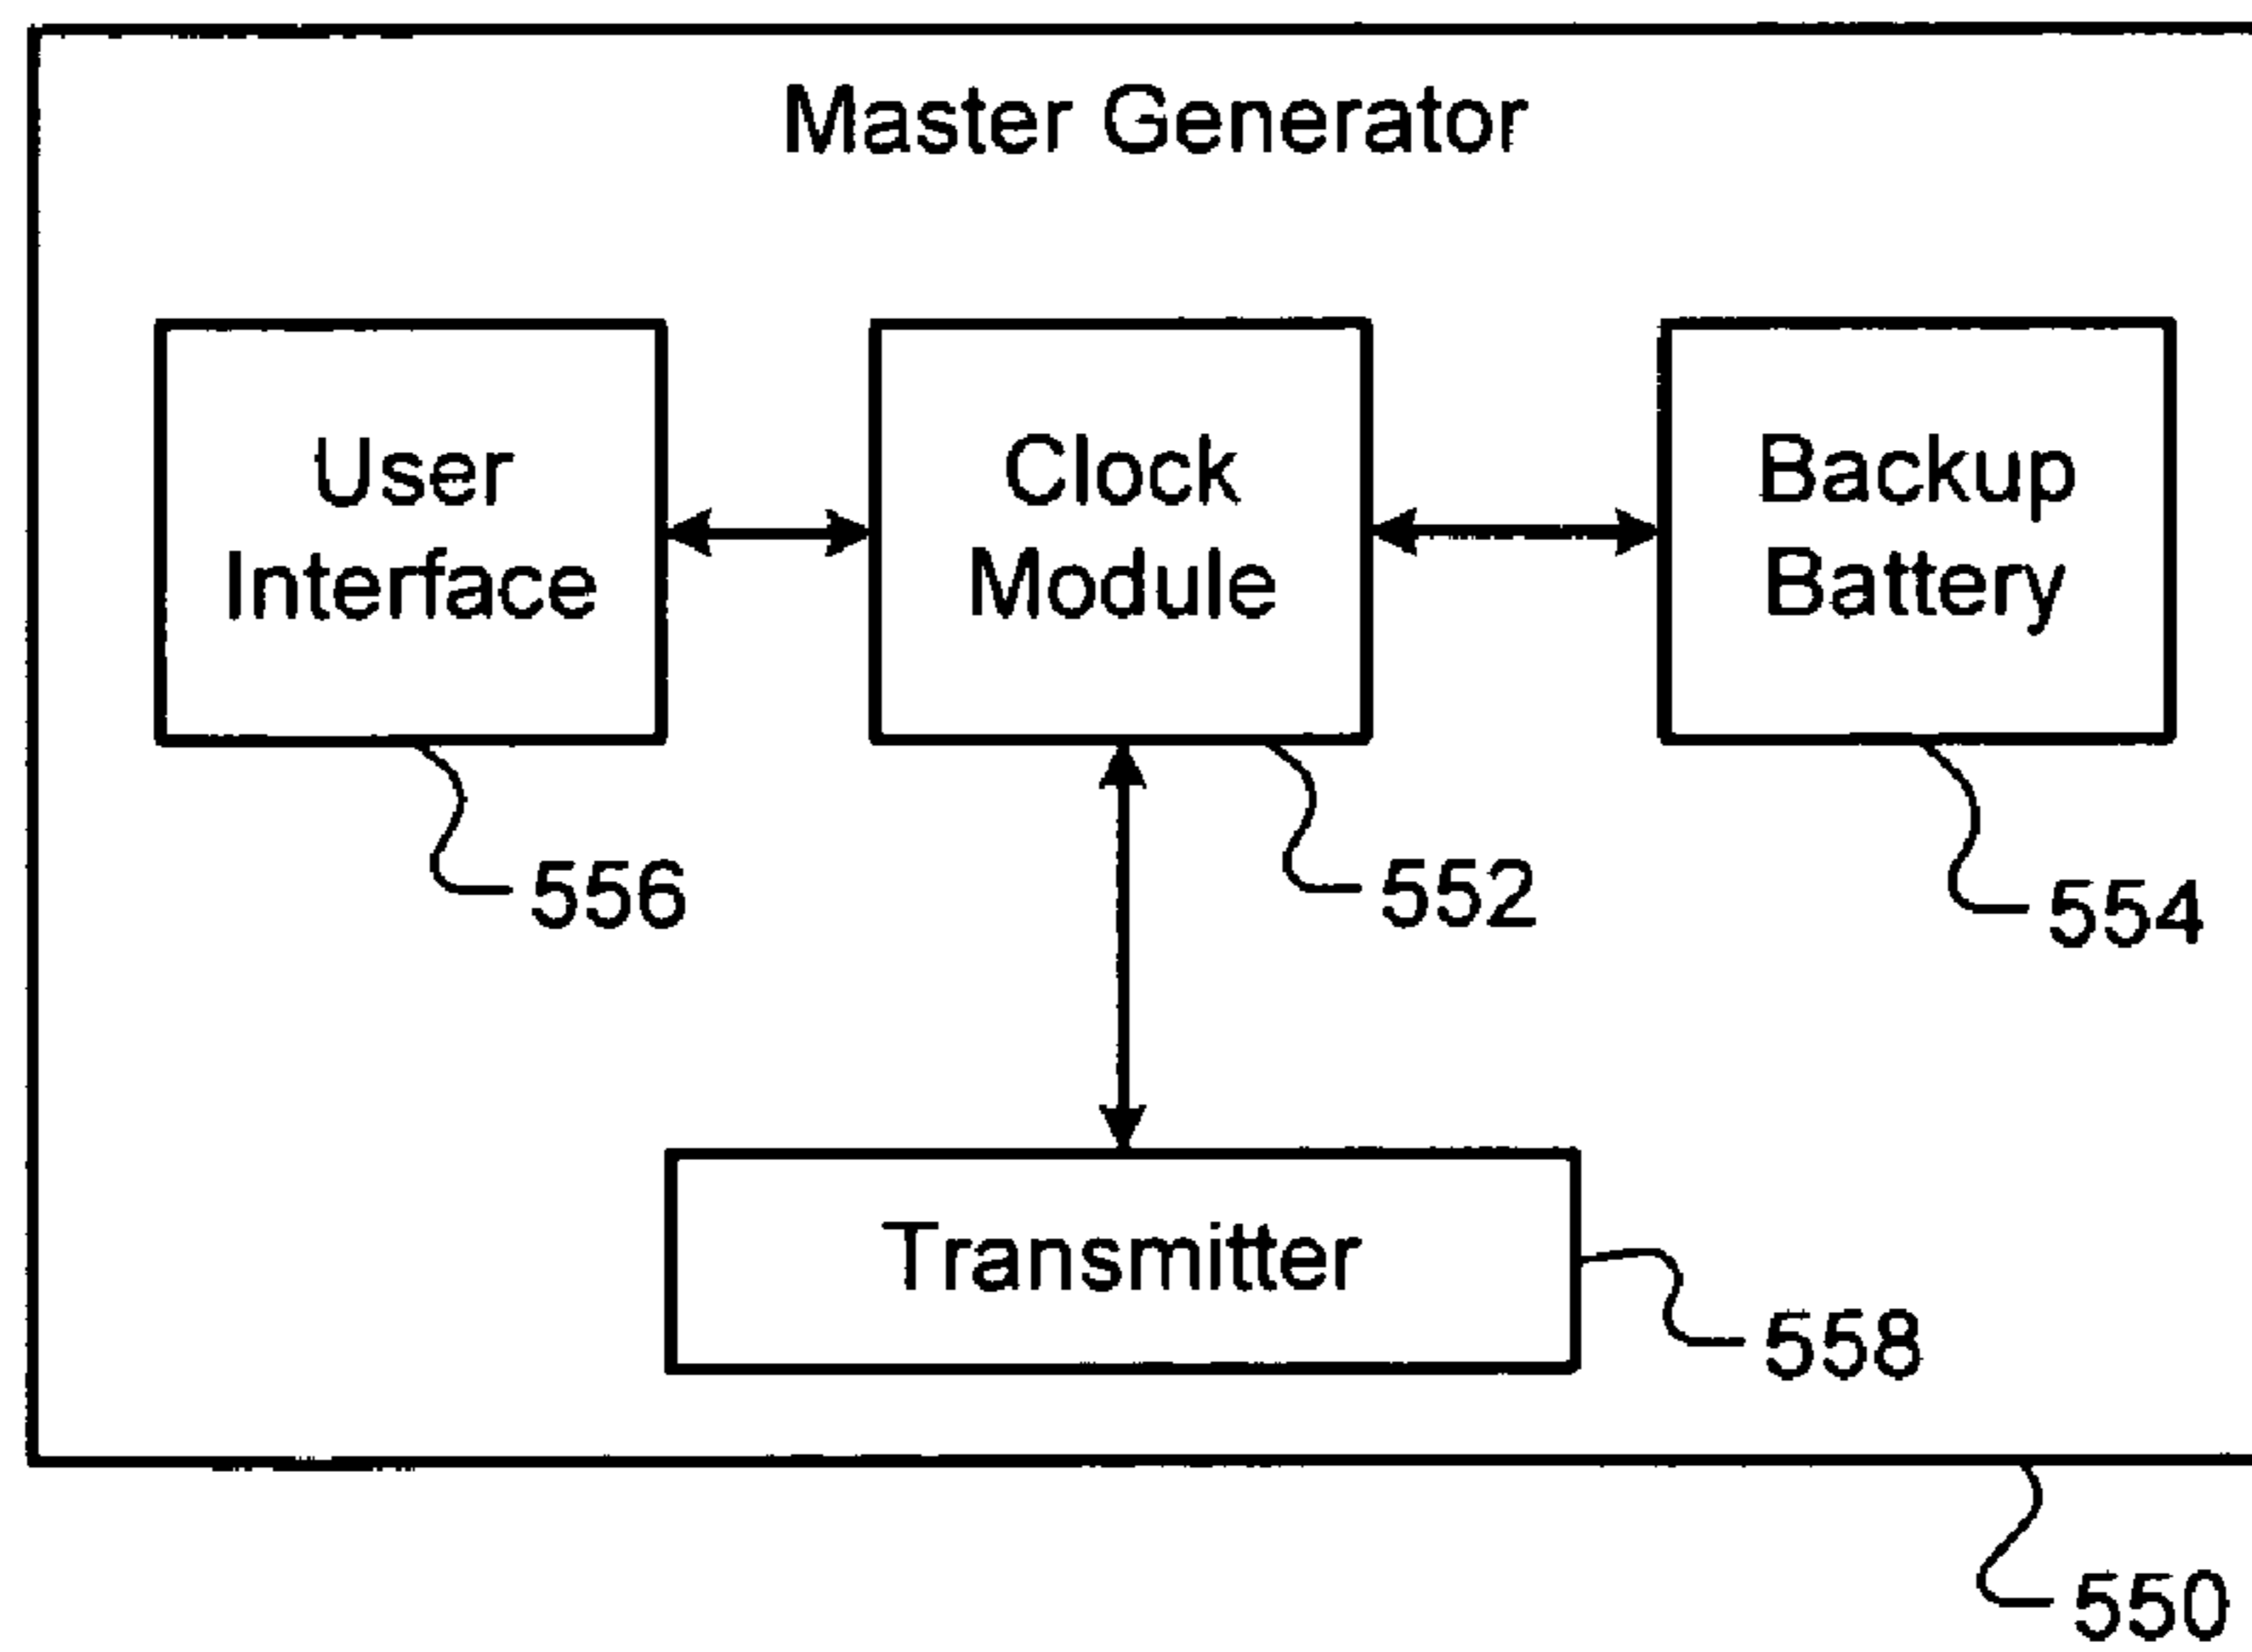 Master Generator
User
Interface
Clock
Module
Backup
Battery
556
552
554
Transmitter
558
550